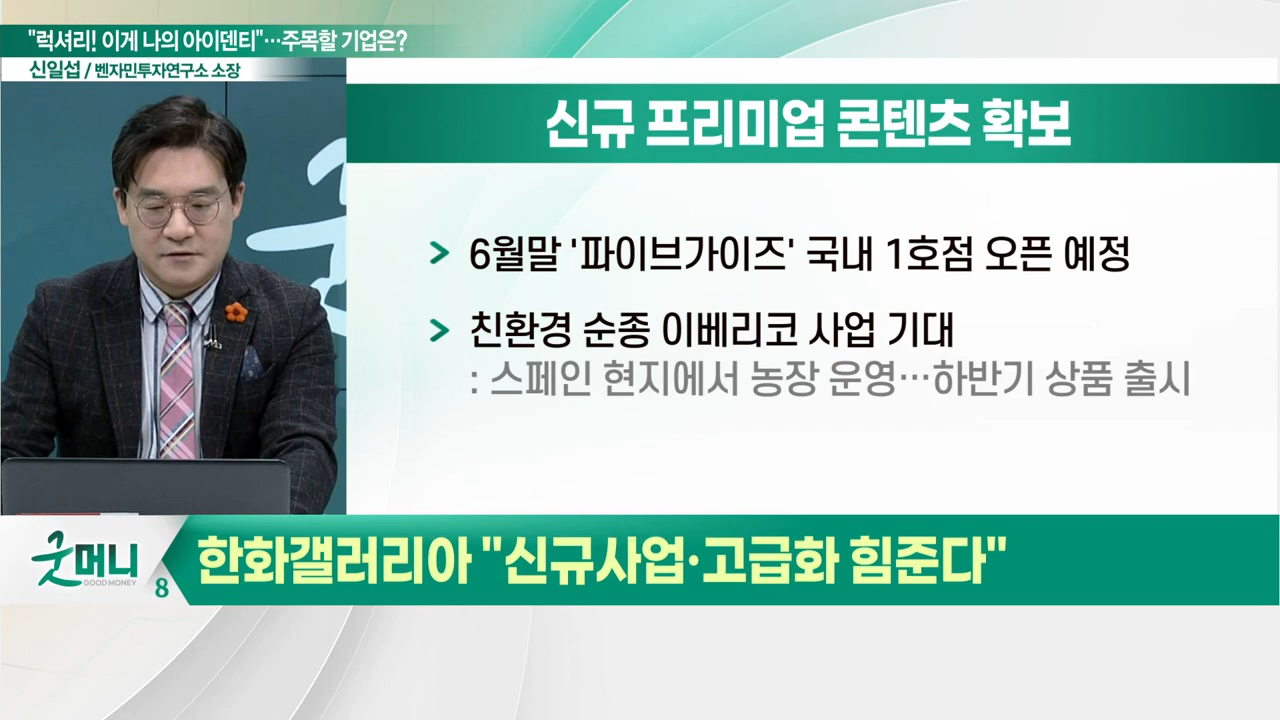 "럭셔리! 이게 나의 아이덴티"…주목할 기업은?
신일섭 / 벤자민투자연구소 소장
신규 프리미엄 콘텐츠 확보
> 6월말 '파이브가이즈' 국내 1호점 오픈 예정
> 친환경 순종 이베리코 사업 기대
: 스페인 현지에서 농장 운영…하반기 상품 출시
굿머니
GOOD MONEY
8
한화갤러리아 "신규사업·고급화 힘준다"